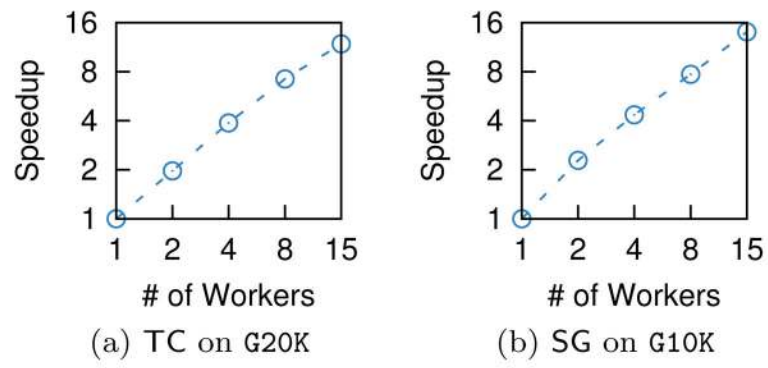 16
8
4
2
1
Speedup
1 2 4 8 15
# of Workers
(a) TC on G20K
16
8
4
2
1
Speedup
1 2 4 8 15
# of Workers
(b) SG on G10K